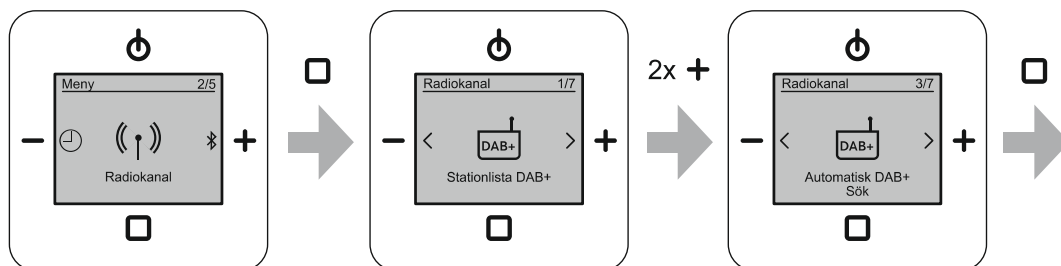 Meny 2/5
Radiokanal
Radiokanal 1/7
DAB+
Stationlista DAB+
2x +
Radiokanal 3/7
DAB+
Automatisk DAB+
Sök